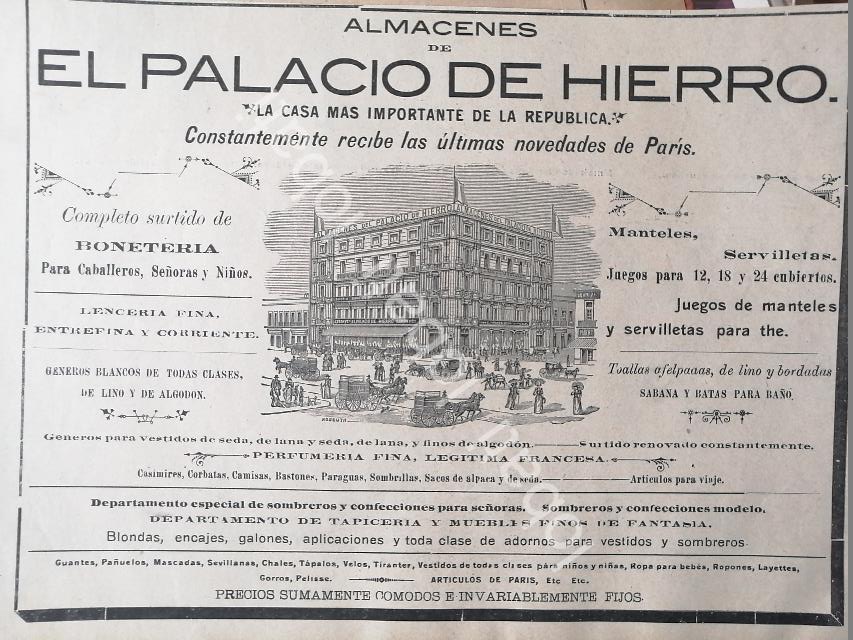 ALMACENES
DE
EL PALACIO DE HIERRO.
LA CASA MAS IMPORTANTE DE LA REPUBLICA.
Constantemente recibe las últimas novedades de París.
Completo surtido de
BONETERIA
Para Caballeros, Señoras y Niños.
LENCERIA FINA,
ENTREFINA Y CORRIENTE.
GENEROS BLANCOS DE TODAS CLASES,
DE LINO Y DE ALGODON.
Manteles,
Servilletas.
Juegos para 12, 18 y 24 cubiertos.
Juegos de manteles
y servilletas para the.
Toallas afelpadas, de lino y bordadas
SABANA Y BATAS PARA BAÑO.
Géneros para vestidos de seda, de lana y seda, de lana, y finos de algodón.——Surtido renovado constantemente.
PERFUMERIA FINA, LEGITIMA FRANCESA.
Casimires, Corbatas, Camisas, Bastones, Paraguas, Sombrillas, Sacos de alpaca y de seda.——Artículos para viaje.
Departamento especial de sombreros y confecciones para señoras. Sombreros y confecciones modelo.
DEPARTAMENTO DE TAPICERIA Y MUEBLES FINOS DE FANTASIA.
Blondas, encajes, galones, aplicaciones y toda clase de adornos para vestidos y sombreros.
Guantes, Pañuelos, Mascadas, Sevillanas, Chales, Tápalos, Velos, Tirantes, Vestidos de todas clases para niños y niñas, Ropa para bebés, Ropones, Layettes,
Gorros, Pelisse. ARTICULOS DE PARIS, Etc Etc.
PRECIOS SUMAMENTE COMODOS E INVARIABLEMENTE FIJOS.